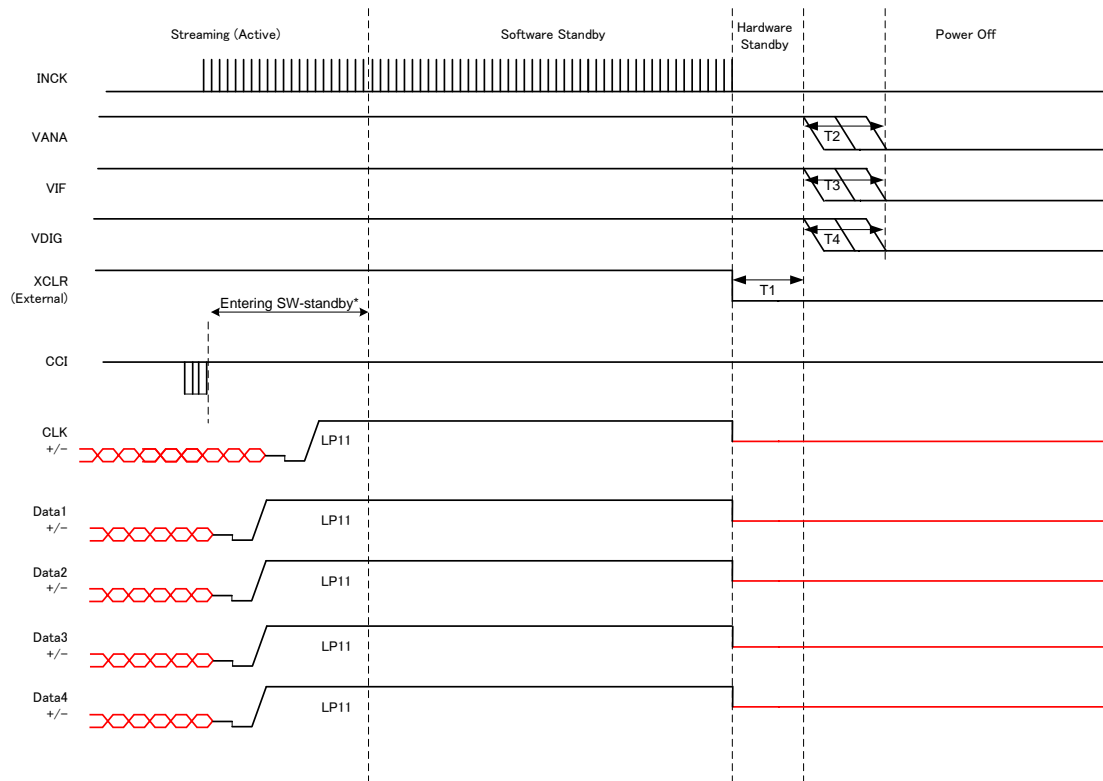 Streaming (Active)
Software Standby
Hardware
Standby
Power Off
INCK
VANA
T2
VIF
T3
VDIG
T4
XCLR
(External)
T1
Entering SW-standby*
CCI
CLK
+/-
LP11
Data1
+/-
LP11
Data2
+/-
LP11
Data3
+/-
LP11
Data4
+/-
LP11